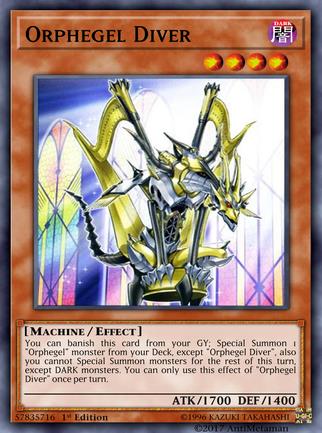 ORPHEGEL DIVER
DARK
闇
[MACHINE / EFFECT]
You can banish this card from your GY; Special Summon 1
"Orphegel" monster from your Deck, except "Orphegel Diver", also
you cannot Special Summon monsters for the rest of this turn,
except DARK monsters. You can only use this effect of "Orphegel
Diver" once per turn.
ATK/1700 DEF/1400
57835716 1st Edition ©1996 KAZUKI TAKAHASHI
©2017 AntiMetaman